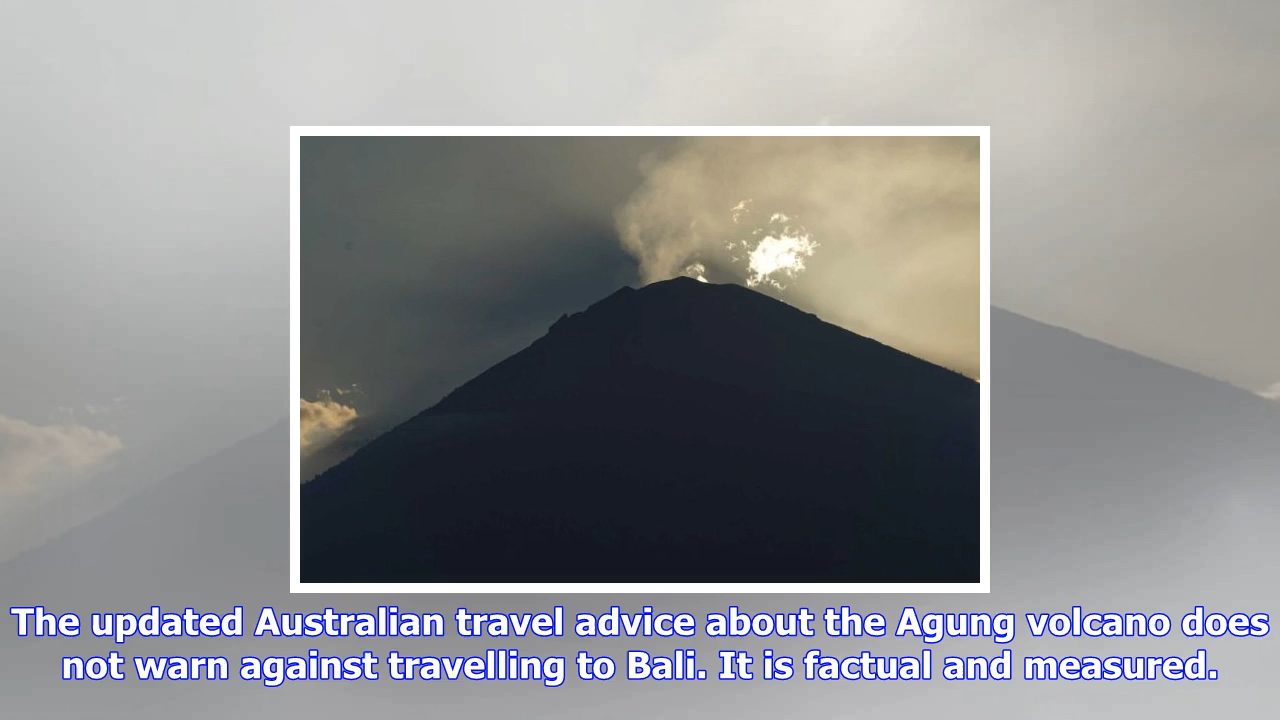 The updated Australian travel advice about the Agung volcano does
not warn against travelling to Bali. It is factual and measured.